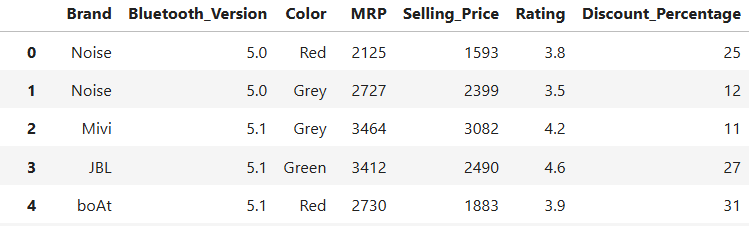 Brand Bluetooth_Version Color MRP Selling_Price Rating Discount_Percentage
0 Noise 5.0 Red 2125 1593 3.8 25
1 Noise 5.0 Grey 2727 2399 3.5 12
2 Mivi 5.1 Grey 3464 3082 4.2 11
3 JBL 5.1 Green 3412 2490 4.6 27
4 boAt 5.1 Red 2730 1883 3.9 31